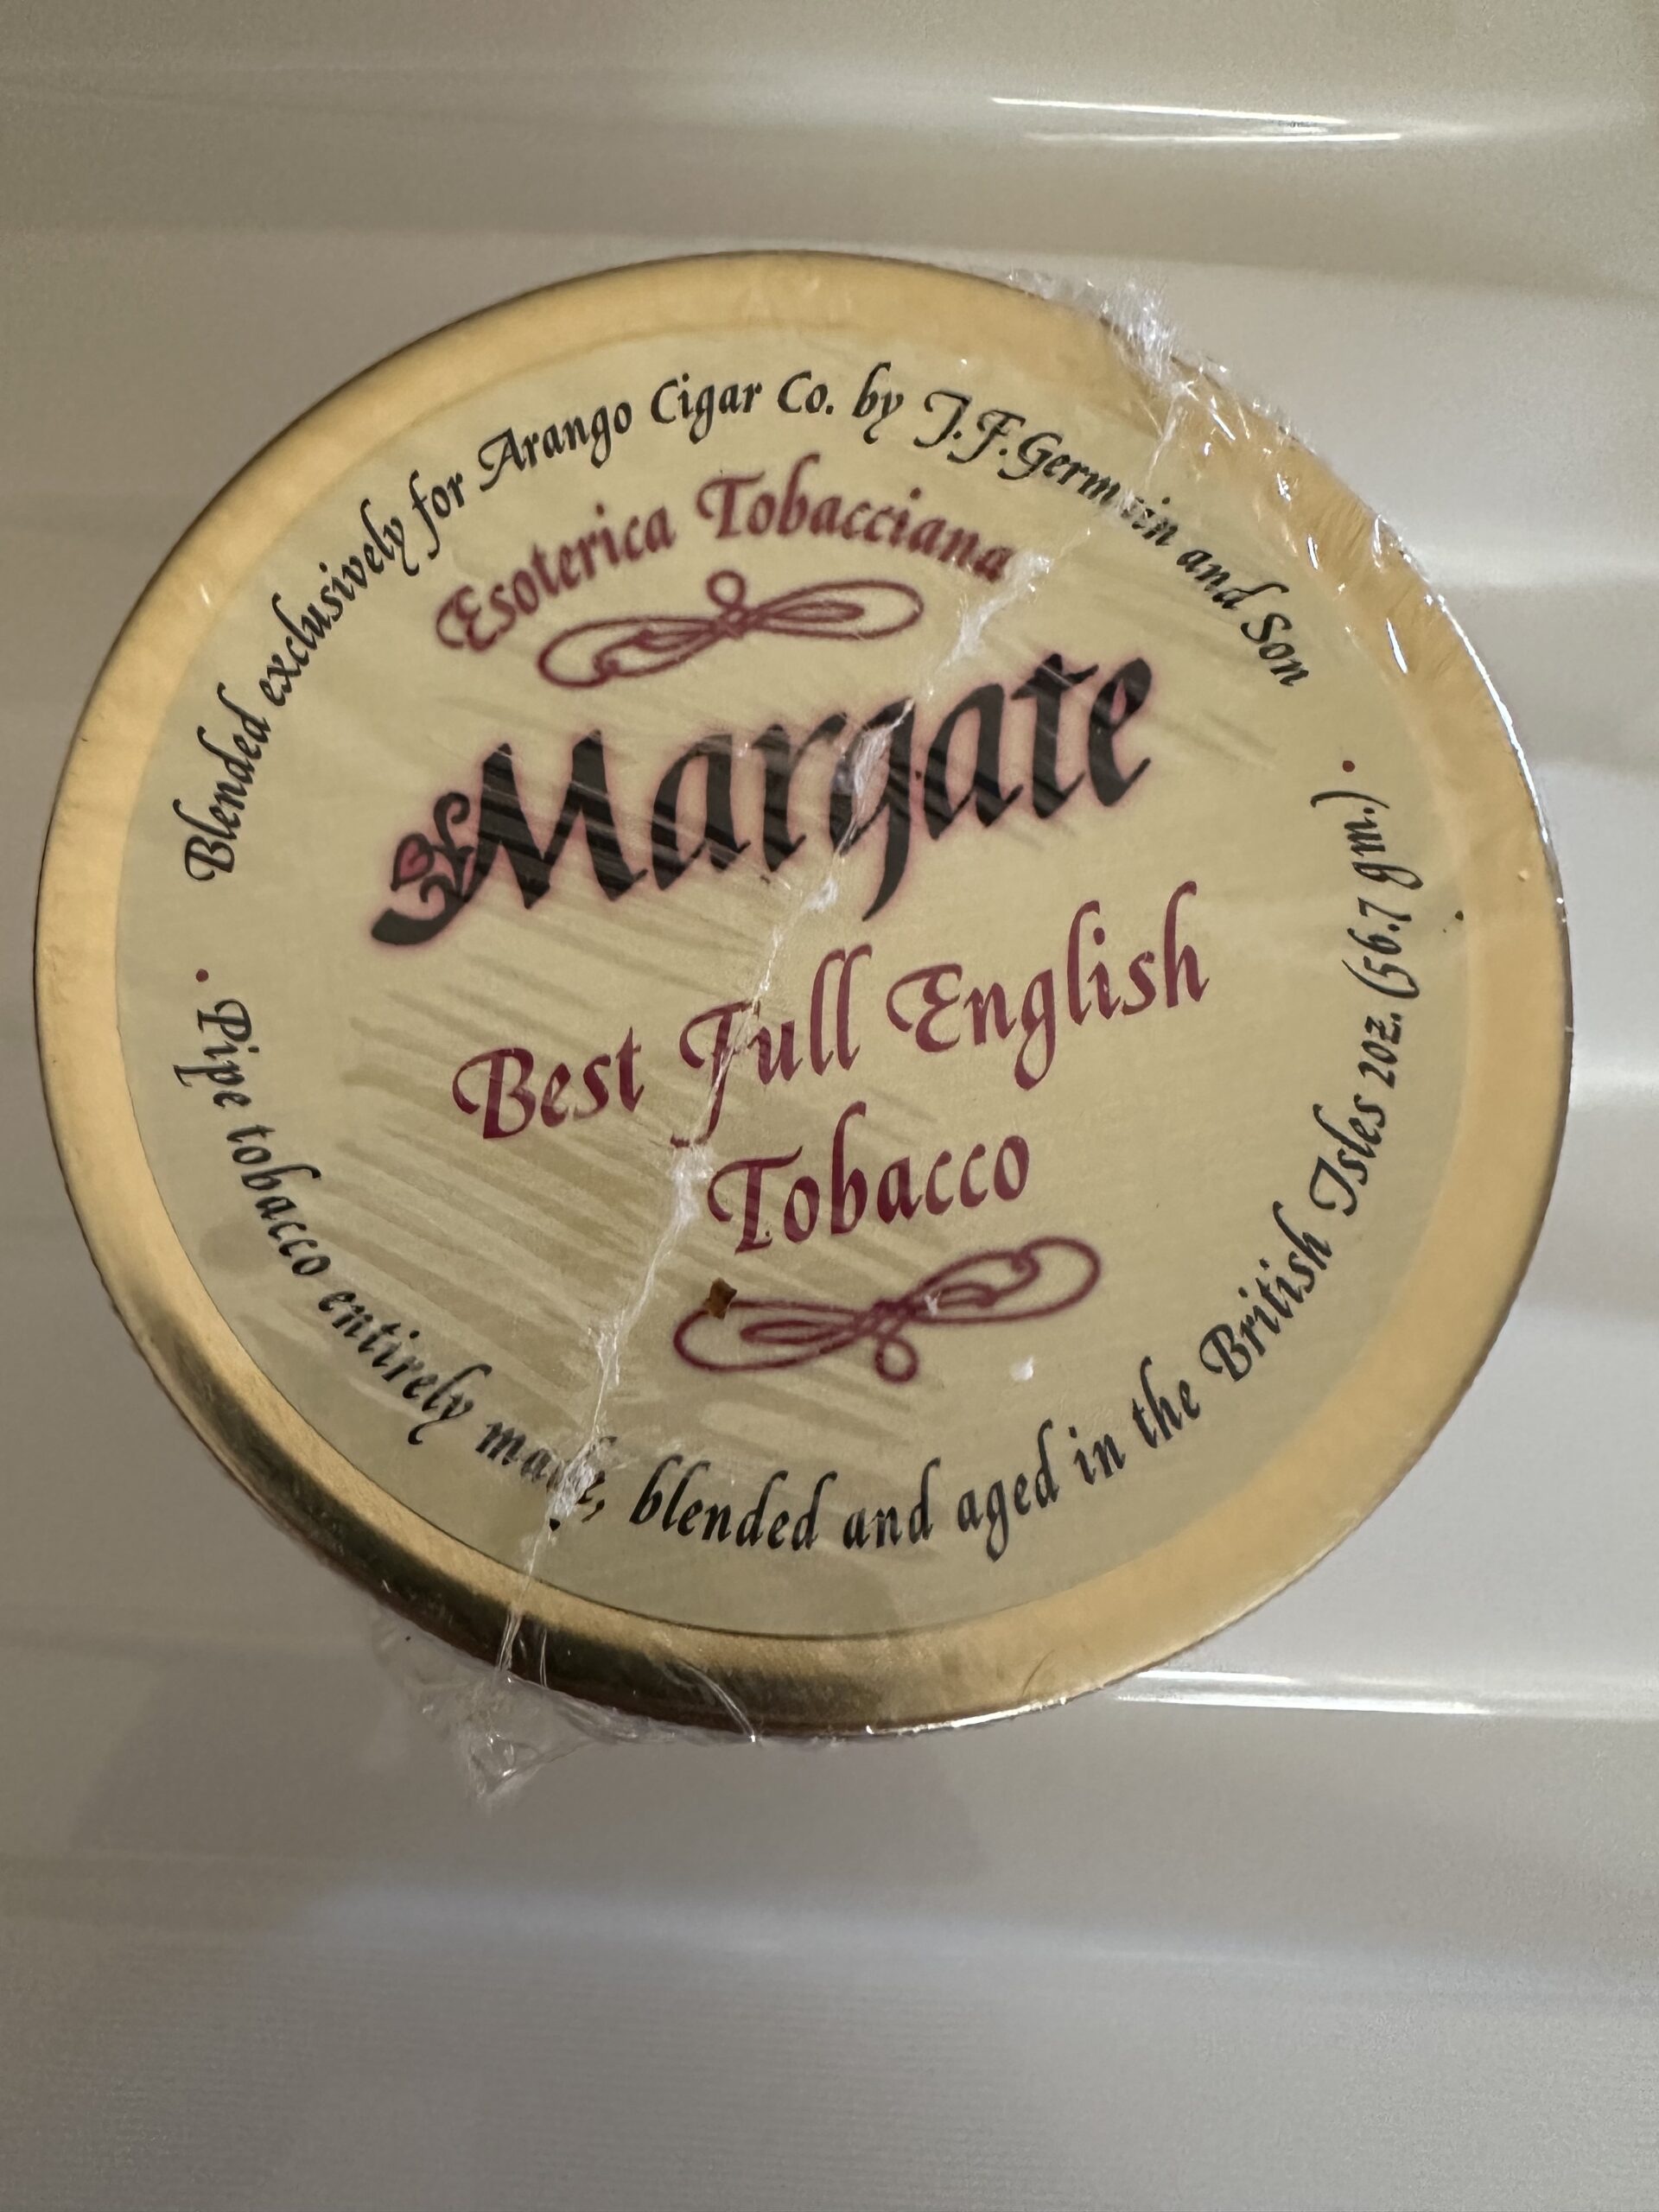 Blended exclusively for Arango Cigar Co. by J.F.Germain and Son
Esoterica Tobacciana
Margate
Best Full English
Tobacco
• Pipe tobacco entirely made, blended and aged in the British Isles 2oz. (56.7 gm.) •